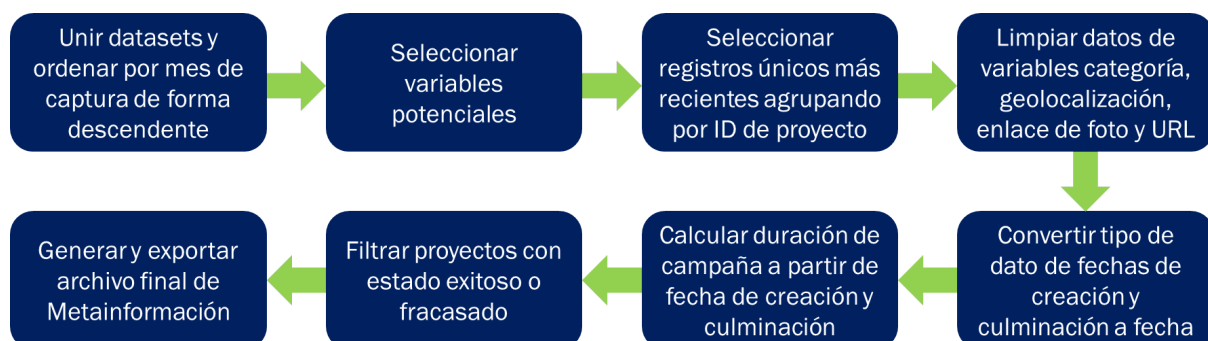 Unir datasets y
ordenar por mes de
captura de forma
descendente
Seleccionar
variables
potenciales
Seleccionar
registros únicos más
recientes agrupando
por ID de proyecto
Limpiar datos de
variables categoría,
geolocalización,
enlace de foto y URL
Convertir tipo de
dato de fechas de
creación y
culminación a fecha
Calcular duración de
campaña a partir de
fecha de creación y
culminación
Filtrar proyectos con
estado exitoso o
fracasado
Generar y exportar
archivo final de
Metainformación